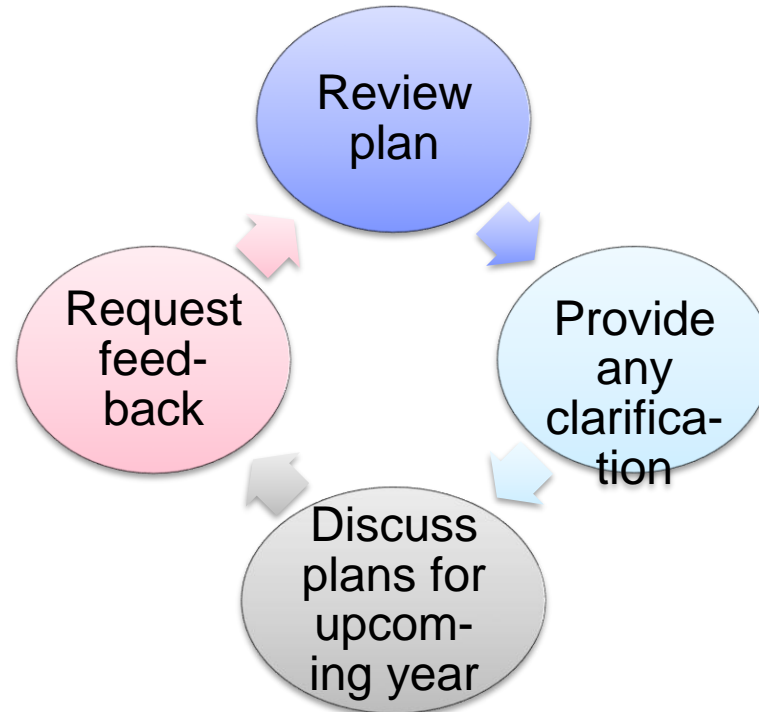 Review
plan
Provide
any
clarifica-
tion
Discuss
plans for
upcom-
ing year
Request
feed-
back